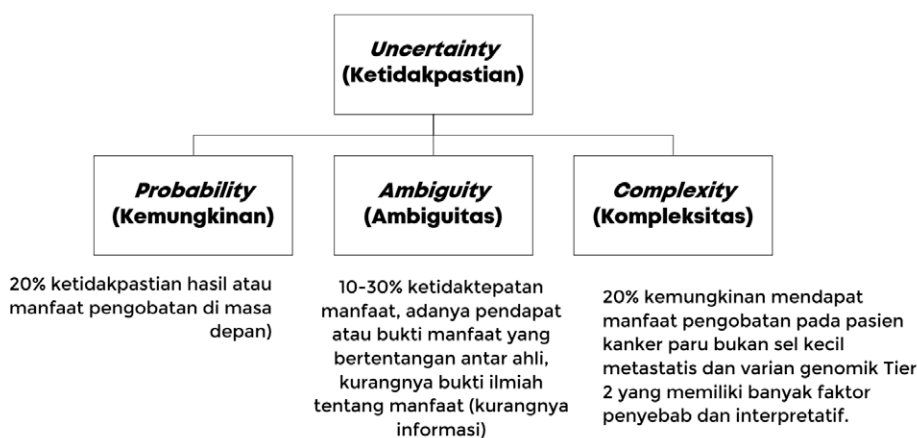 Uncertainty
(Ketidakpastian)
Probability
(Kemungkinan)
Ambiguity
(Ambiguitas)
Complexity
(Kompleksitas)
20% ketidakpastian hasil atau
manfaat pengobatan di masa
depan)
10-30% ketidaktepatan
manfaat, adanya pendapat
atau bukti manfaat yang
bertentangan antar ahli,
kurangnya bukti ilmiah
tentang manfaat (kurangnya
informasi)
20% kemungkinan mendapat
manfaat pengobatan pada pasien
kanker paru bukan sel kecil
metastatis dan varian genomik Tier
2 yang memiliki banyak faktor
penyebab dan interpretatif.